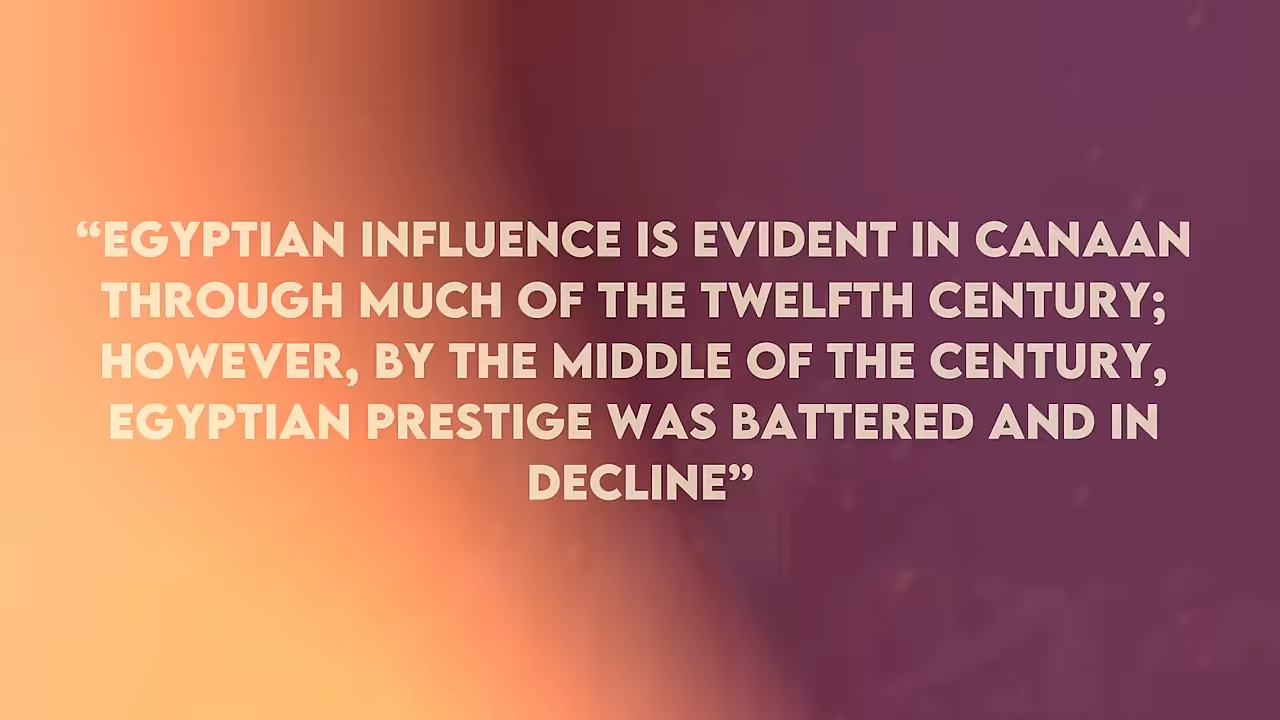 “EGYPTIAN INFLUENCE IS EVIDENT IN CANAAN
THROUGH MUCH OF THE TWELFTH CENTURY;
HOWEVER, BY THE MIDDLE OF THE CENTURY,
EGYPTIAN PRESTIGE WAS BATTERED AND IN
DECLINE”